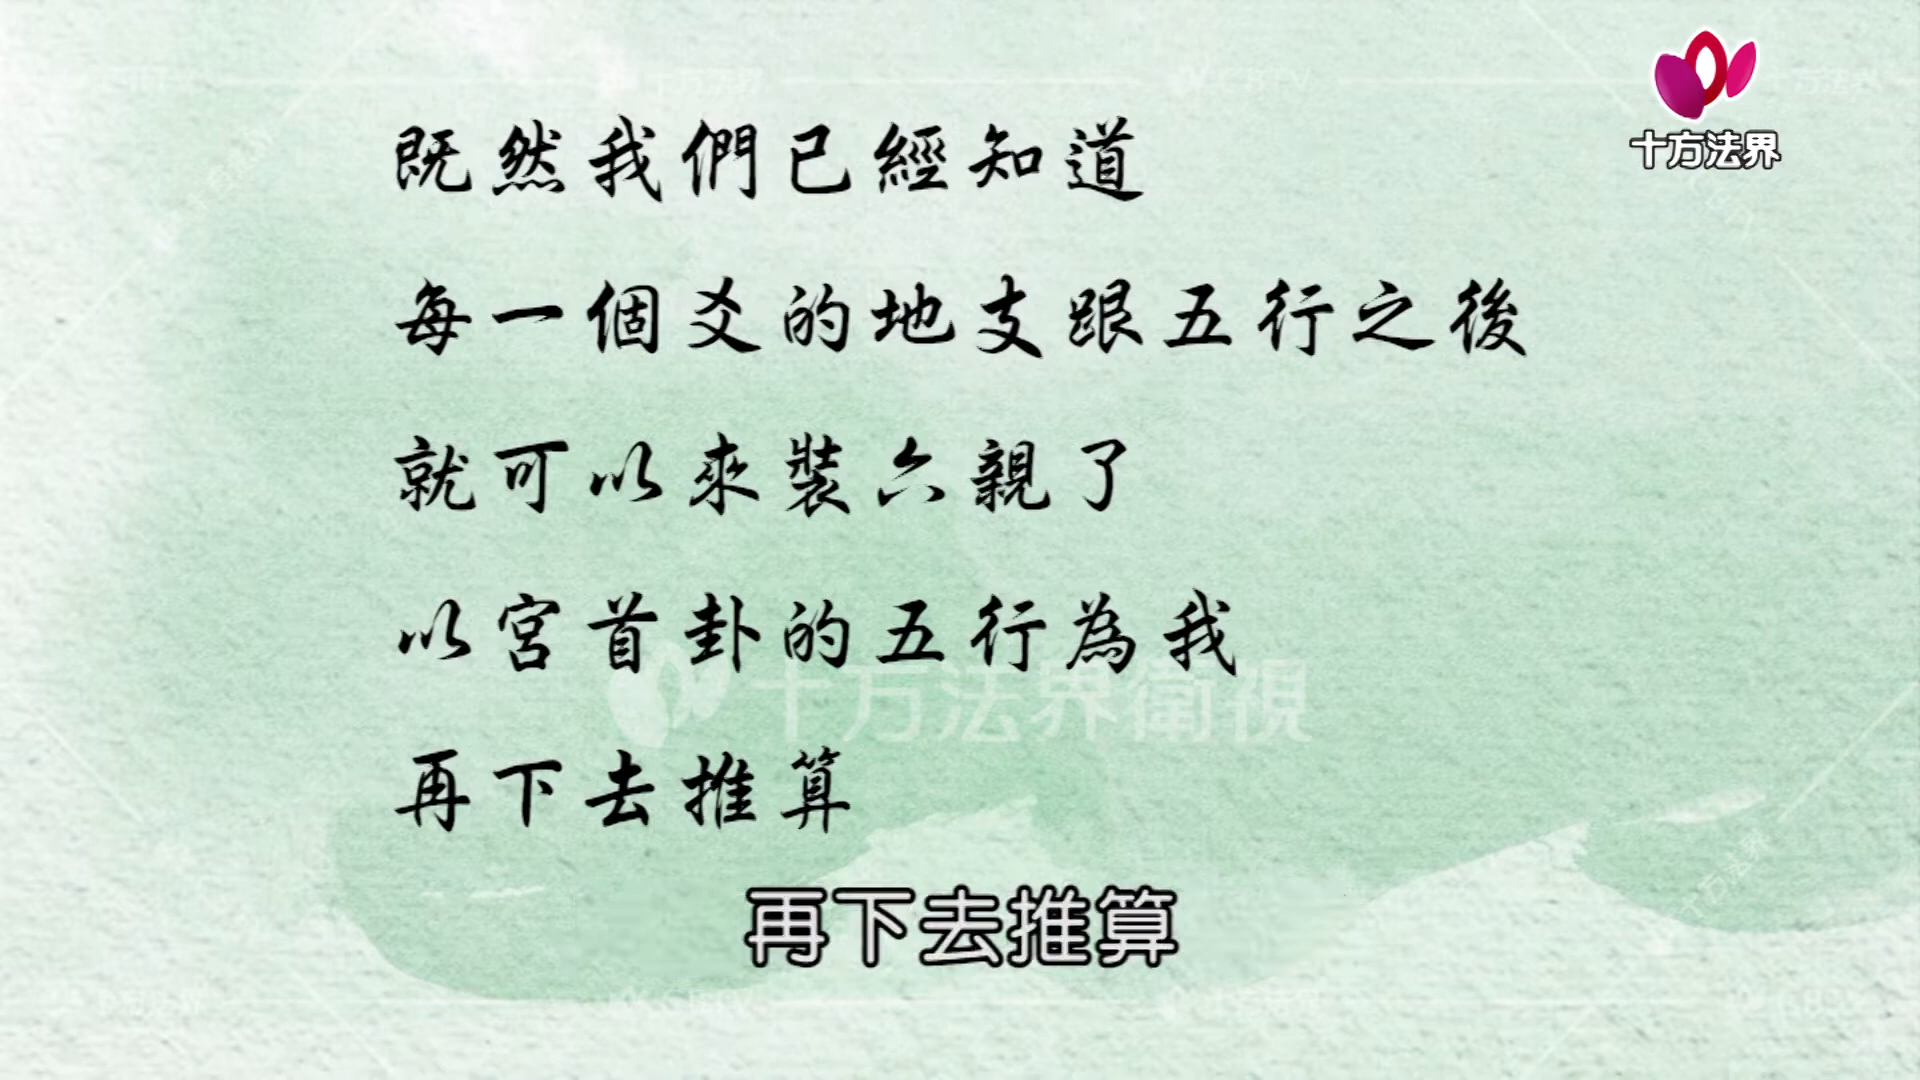 十方法界
既然我們已經知道
每一個爻的地支跟五行之後
就可以來裝六親了
以宮首卦的五行為我
十方法界衛視
再下去推算
再下去推算